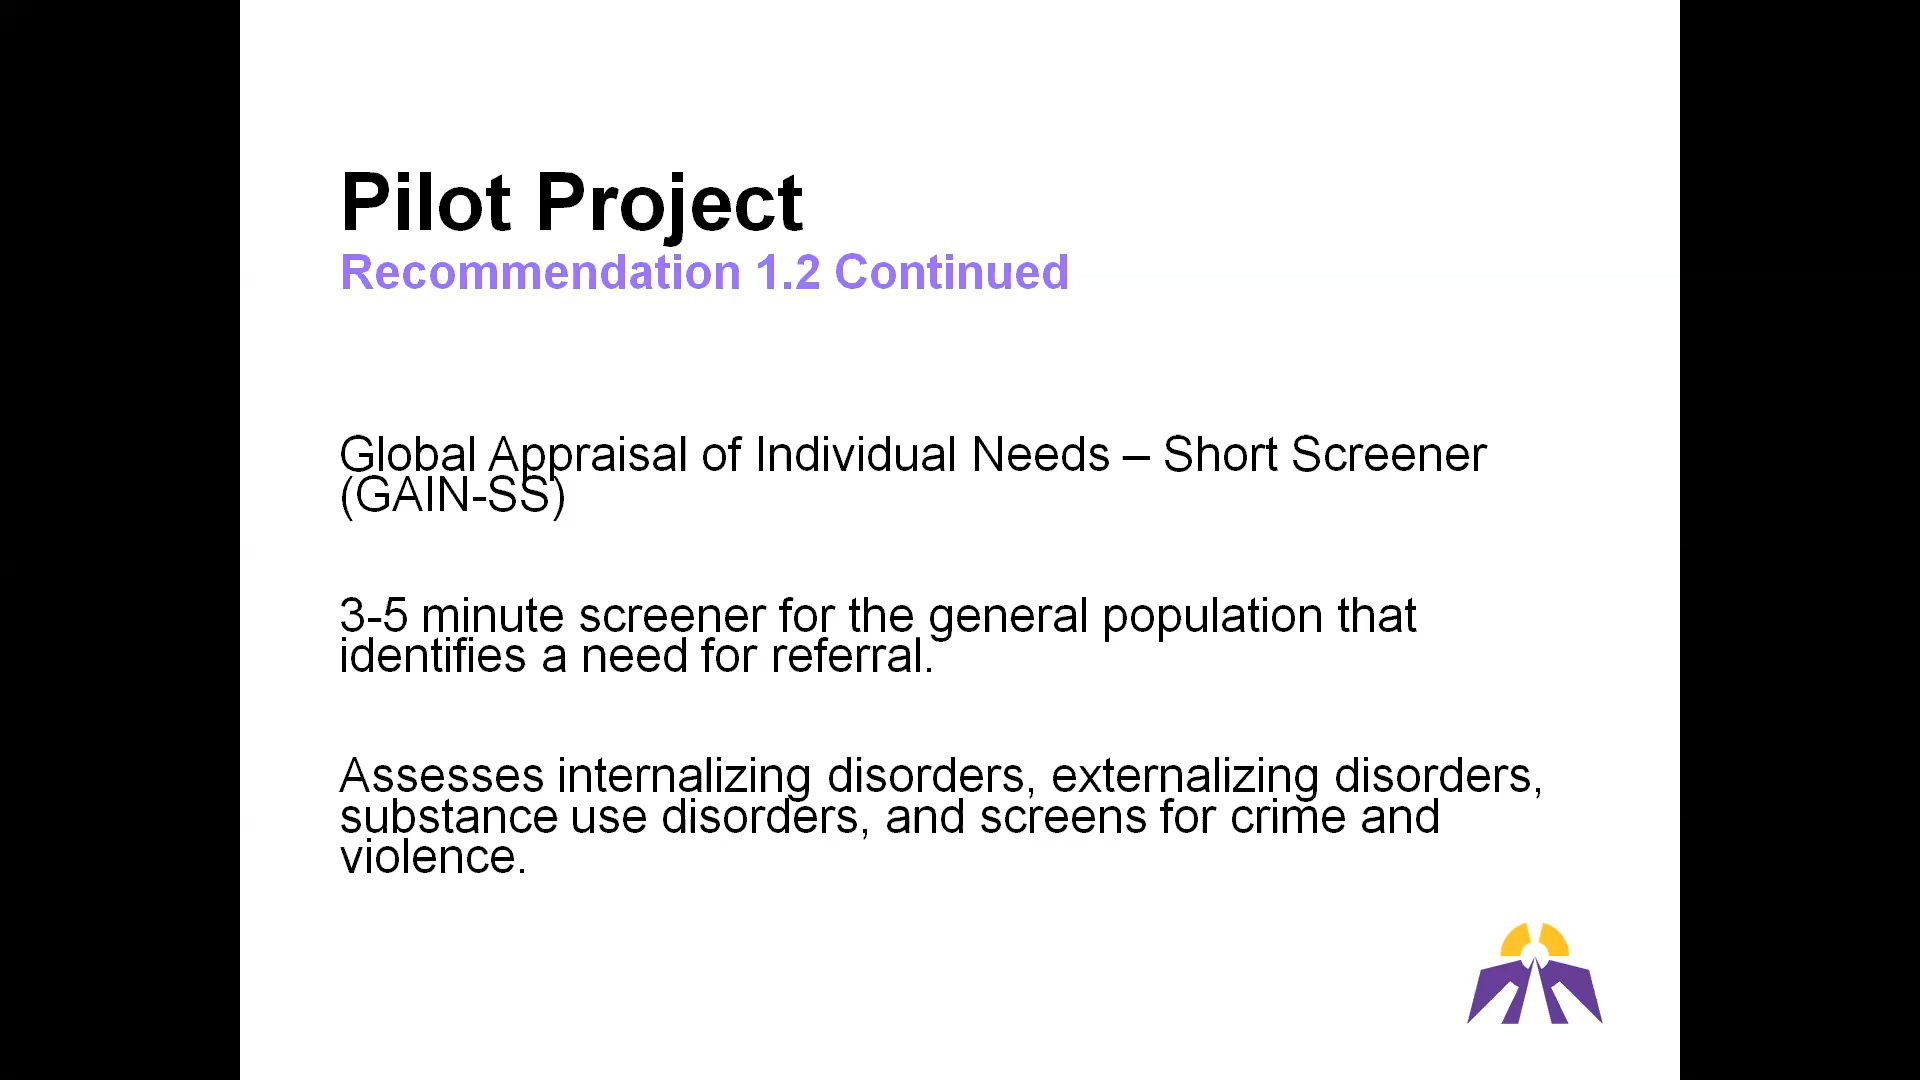 Pilot Project
Recommendation 1.2 Continued
Global Appraisal of Individual Needs – Short Screener
(GAIN-SS)
3-5 minute screener for the general population that
identifies a need for referral.
Assesses internalizing disorders, externalizing disorders,
substance use disorders, and screens for crime and
violence.